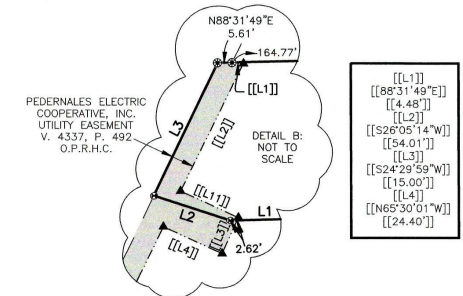 N88°31'49"E
5.61'
164.77'
[[L1]]
PEDERNALES ELECTRIC
COOPERATIVE, INC.
UTILITY EASEMENT
V. 4337, P. 492
O.P.R.H.C.
L3
[[L2]]
DETAIL B:
NOT TO
SCALE
[[L11]]
L2
L1
[[L3]]
[[L4]]
2.62'
[[L1]]
[[88°31'49"E]]
[[4.48']]
[[L2]]
[[S26°05'14"W]]
[[54.01']]
[[L3]]
[[S24°29'59"W]]
[[15.00']]
[[L4]]
[[N65°30'01"W]]
[[24.40']]